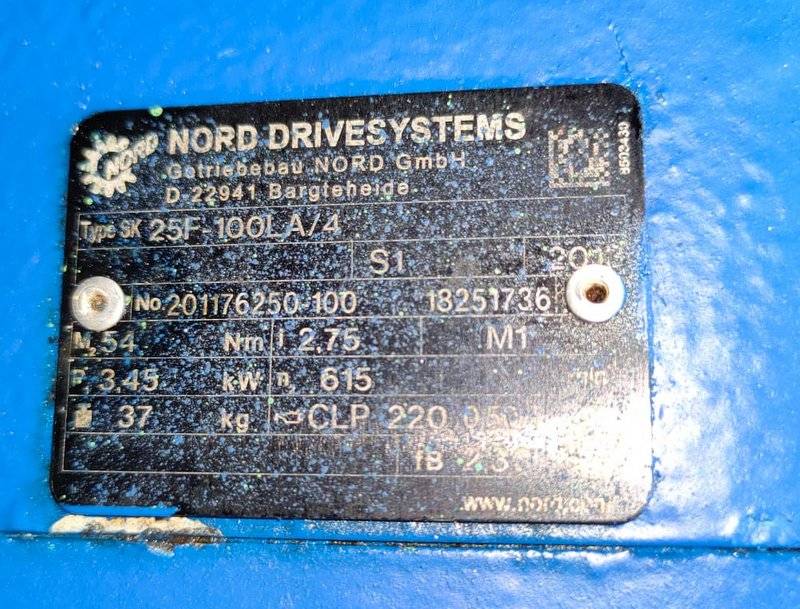 NORD
NORD DRIVESYSTEMS
Getriebebau NORD GmbH
D 22941 Bargteheide
Type SK 25F 100LA/4
S1
No 201176250-100 18251736
M₂ 54 Nm i 2,75 M1
P 3,45 kW n 615
37 kg CLP 220
fB
www.nord.com